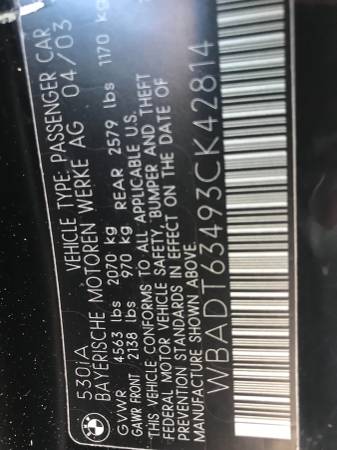 530iA VEHICLE TYPE: PASSENGER CAR
BAYERISCHE MOTOREN WERKE AG 04/03
GVWR 4563 lbs 2070 kg
GAWR FRONT 2138 lbs 970 kg REAR 2579 lbs 1170 kg
THIS VEHICLE CONFORMS TO ALL APPLICABLE U.S.
FEDERAL MOTOR VEHICLE SAFETY, BUMPER AND THEFT
PREVENTION STANDARDS IN EFFECT ON THE DATE OF
MANUFACTURE SHOWN ABOVE.
WBADT63493CK42814